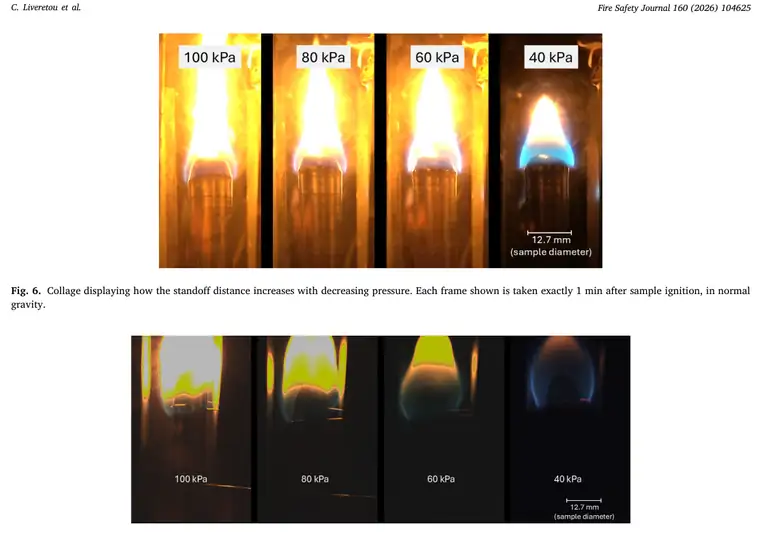 C. Liveretou et al.
Fire Safety Journal 160 (2026) 104625
100 kPa
80 kPa
60 kPa
40 kPa
12.7 mm
(sample diameter)
Fig. 6. Collage displaying how the standoff distance increases with decreasing pressure. Each frame shown is taken exactly 1 min after sample ignition, in normal
gravity.
100 kPa
80 kPa
60 kPa
40 kPa
12.7 mm
(sample diameter)